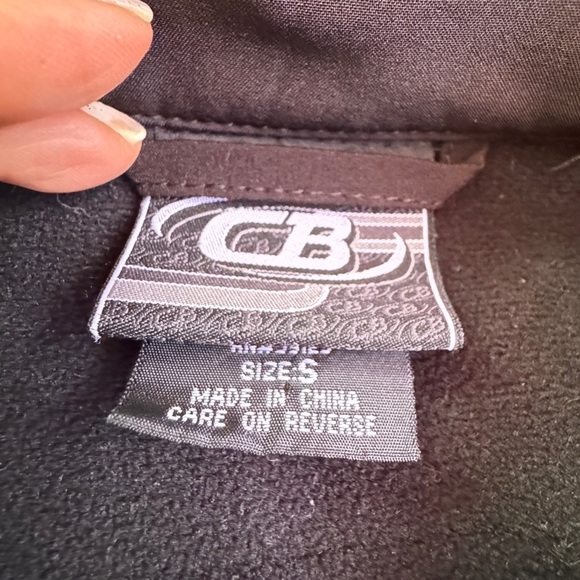 CB
SIZE:S
MADE IN CHINA
CARE ON REVERSE